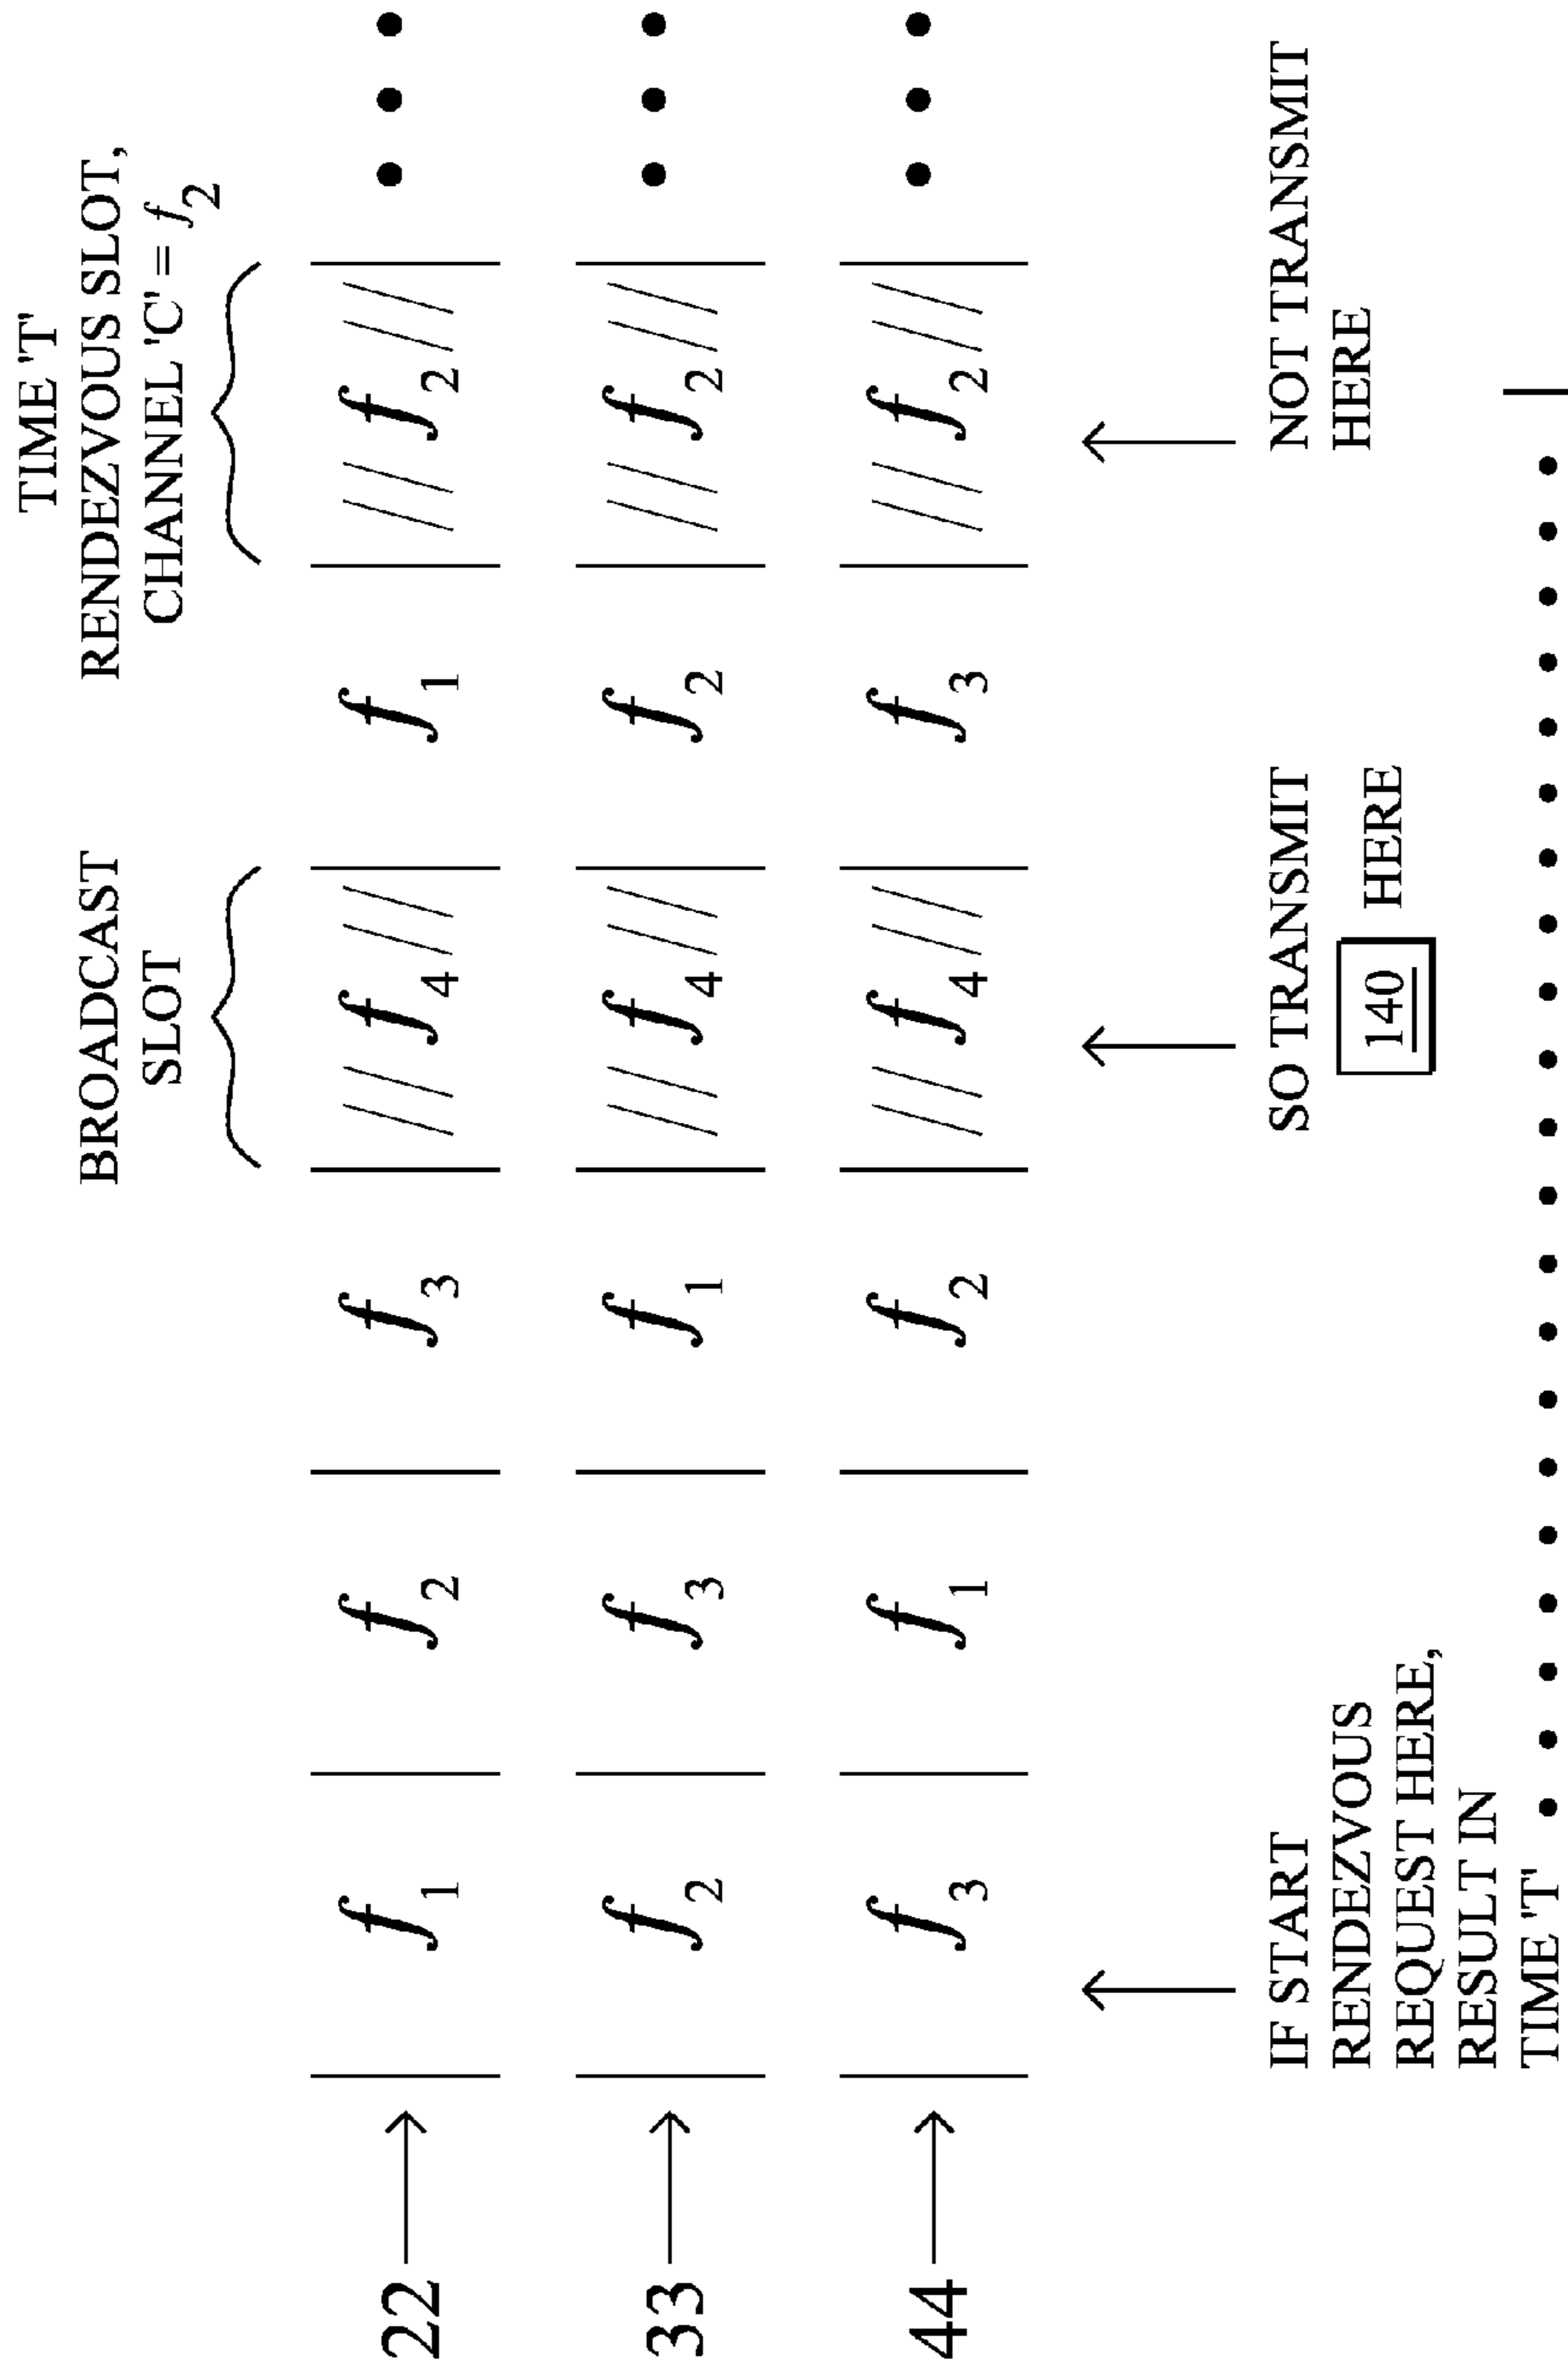 TIME 'T'
RENDEZVOUS SLOT,
CHANNEL 'C' = f2
BROADCAST
SLOT
22 f1 f2 f3 f4 f1 f2
33 f2 f3 f1 f4 f2 f2
44 f3 f1 f2 f4 f3 f2
IF START
RENDEZVOUS
REQUEST HERE,
RESULT IN
TIME 'T'
SO TRANSMIT
140 HERE
NOT TRANSMIT
HERE